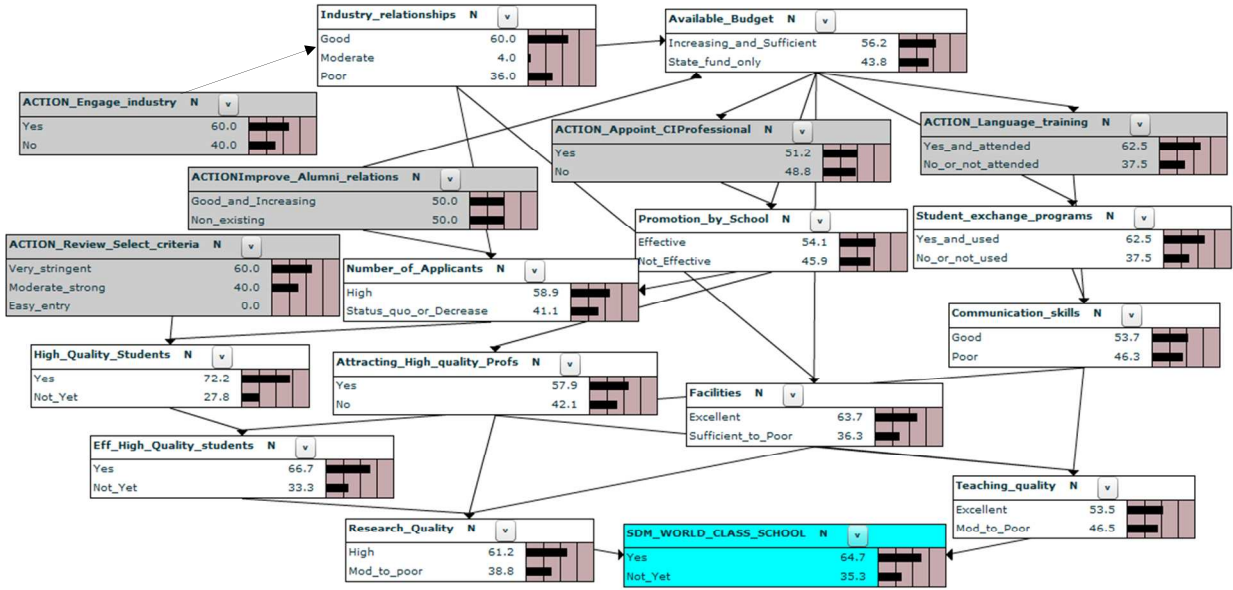 Industry_relationships N v
Good 60.0
Moderate 4.0
Poor 36.0
Available_Budget N v
Increasing_and_Sufficient 56.2
State_fund_only 43.8
ACTION_Engage_industry N v
Yes 60.0
No 40.0
ACTION_Appoint_CIProfessional N v
Yes 51.2
No 48.8
ACTION_Language_training N v
Yes_and_attended 62.5
No_or_not_attended 37.5
ACTIONImprove_Alumni_relations N v
Good_and_Increasing 50.0
Non_existing 50.0
Promotion_by_School N v
Effective 54.1
Not_Effective 45.9
Student_exchange_programs N v
Yes_and_used 62.5
No_or_not_used 37.5
ACTION_Review_Select_criteria N v
Very_stringent 60.0
Moderate_strong 40.0
Easy_entry 0.0
Number_of_Applicants N v
High 58.9
Status_quo_or_Decrease 41.1
Communication_skills N v
Good 53.7
Poor 46.3
High_Quality_Students N v
Yes 72.2
Not_Yet 27.8
Attracting_High_quality_Profs N v
Yes 57.9
No 42.1
Facilities N v
Excellent 63.7
Sufficient_to_Poor 36.3
Eff_High_Quality_students N v
Yes 66.7
Not_Yet 33.3
Teaching_quality N v
Excellent 53.5
Mod_to_Poor 46.5
Research_Quality N v
High 61.2
Mod_to_poor 38.8
SDM_WORLD_CLASS_SCHOOL N v
Yes 64.7
Not_Yet 35.3